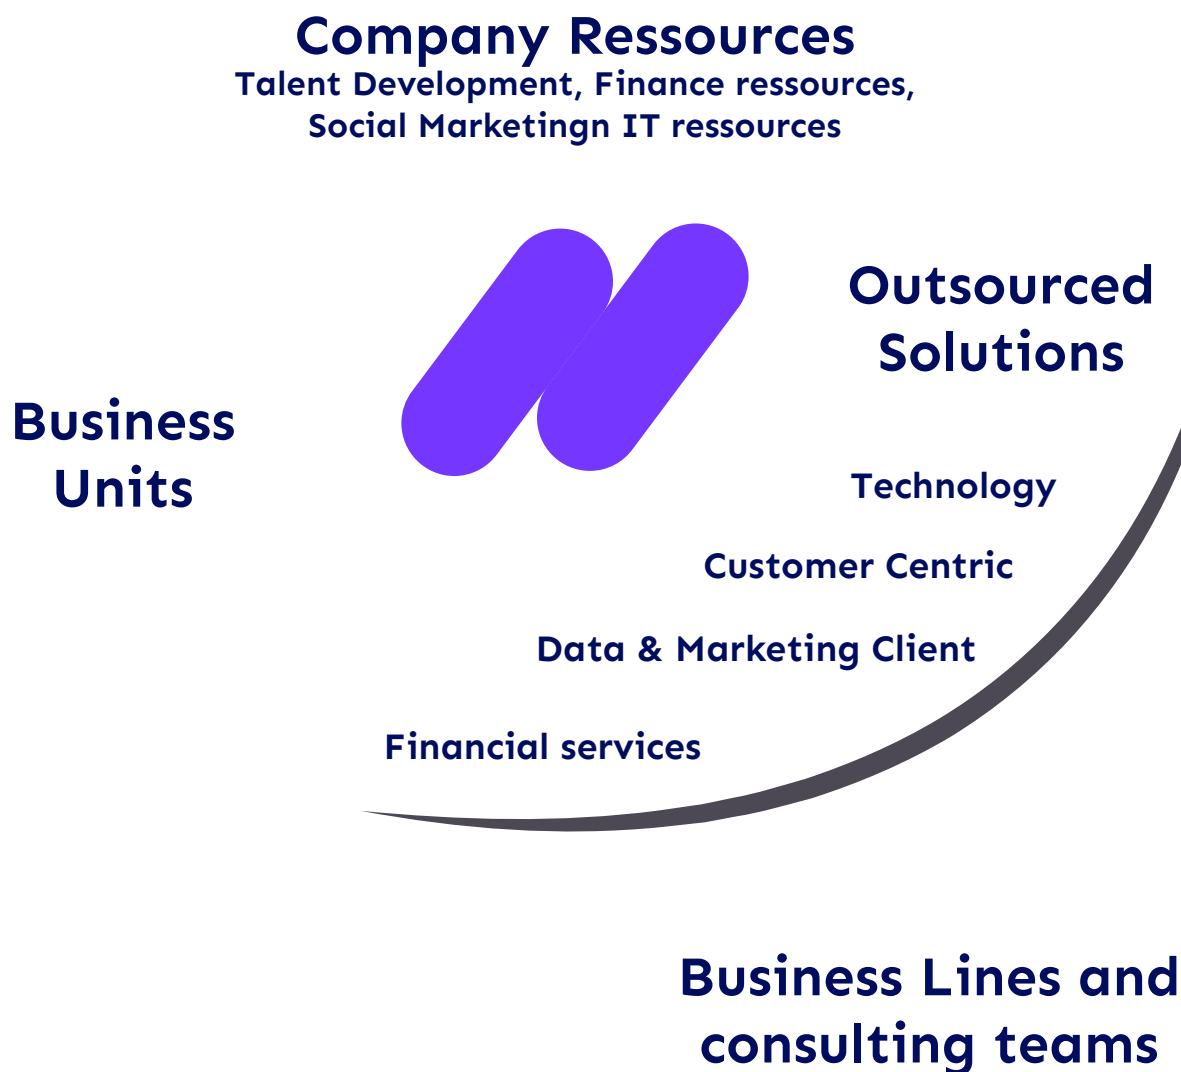 Company Ressources
Talent Development, Finance ressources,
Social Marketingn IT ressources
Outsourced
Solutions
Business
Units
Technology
Customer Centric
Data & Marketing Client
Financial services
Business Lines and
consulting teams